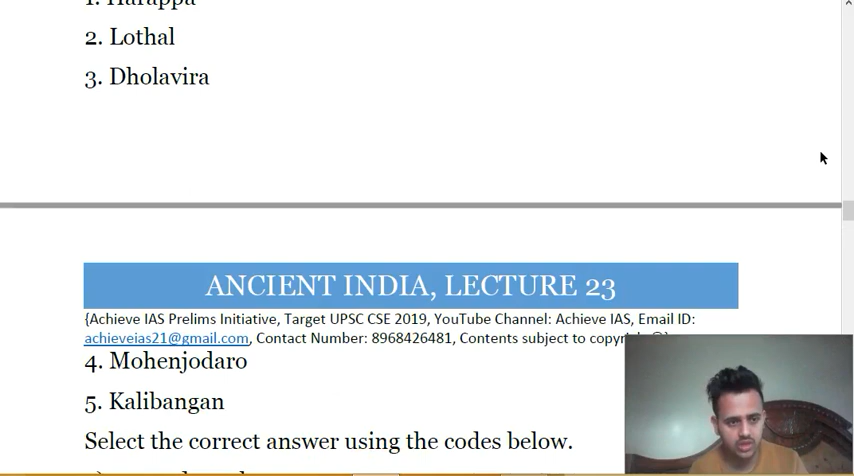 1. Harappa
2. Lothal
3. Dholavira
ANCIENT INDIA, LECTURE 23
{Achieve IAS Prelims Initiative, Target UPSC CSE 2019, YouTube Channel: Achieve IAS, Email ID:
achieveias21@gmail.com, Contact Number: 8968426481, Contents subject to
4. Mohenjodaro
5. Kalibangan
Select the correct answer using the codes below.